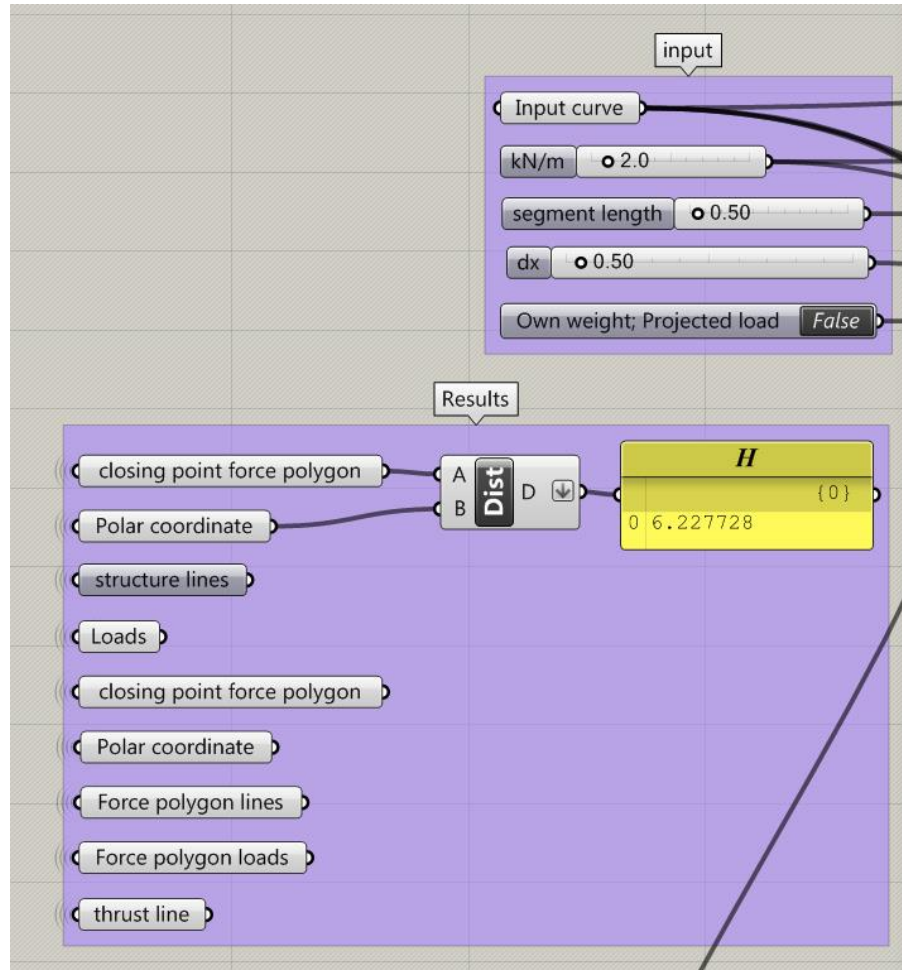 input
Input curve
kN/m 2.0
segment length 0.50
dx 0.50
Own weight; Projected load False
Results
closing point force polygon
Polar coordinate
A
B
Dist
D
H
{0}
0 6.227728
structure lines
Loads
closing point force polygon
Polar coordinate
Force polygon lines
Force polygon loads
thrust line